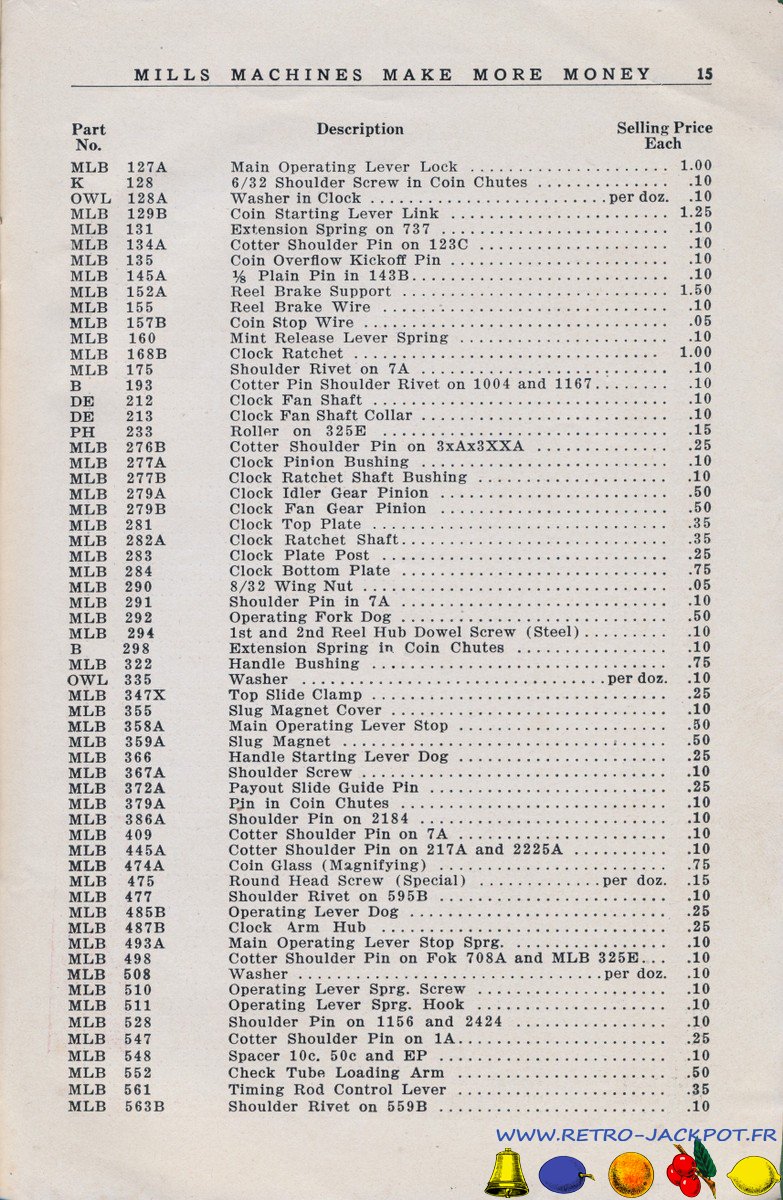 MILLS MACHINES MAKE MORE MONEY 15
Part No. Description Selling Price Each
MLB 127A Main Operating Lever Lock 1.00
K 128 6/32 Shoulder Screw in Coin Chutes .10
OWL 128A Washer in Clock per doz. .10
MLB 129B Coin Starting Lever Link 1.25
MLB 131 Extension Spring on 737 .10
MLB 134A Cotter Shoulder Pin on 123C .10
MLB 135 Coin Overflow Kickoff Pin .10
MLB 145A ⅛ Plain Pin in 143B .10
MLB 152A Reel Brake Support 1.50
MLB 155 Reel Brake Wire .10
MLB 157B Coin Stop Wire .05
MLB 160 Mint Release Lever Spring .10
MLB 168B Clock Ratchet 1.00
MLB 175 Shoulder Rivet on 7A .10
B 193 Cotter Pin Shoulder Rivet on 1004 and 1167 .10
DE 212 Clock Fan Shaft .10
DE 213 Clock Fan Shaft Collar .10
PH 233 Roller on 325E .15
MLB 276B Cotter Shoulder Pin on 3xAx3XXA .25
MLB 277A Clock Pinion Bushing .10
MLB 277B Clock Ratchet Shaft Bushing .10
MLB 279A Clock Idler Gear Pinion .50
MLB 279B Clock Fan Gear Pinion .50
MLB 281 Clock Top Plate .35
MLB 282A Clock Ratchet Shaft .35
MLB 283 Clock Plate Post .25
MLB 284 Clock Bottom Plate .75
MLB 290 8/32 Wing Nut .05
MLB 291 Shoulder Pin in 7A .10
MLB 292 Operating Fork Dog .50
MLB 294 1st and 2nd Reel Hub Dowel Screw (Steel) .10
B 298 Extension Spring in Coin Chutes .10
MLB 322 Handle Bushing .75
OWL 335 Washer per doz. .10
MLB 347X Top Slide Clamp .25
MLB 355 Slug Magnet Cover .10
MLB 358A Main Operating Lever Stop .50
MLB 359A Slug Magnet .50
MLB 366 Handle Starting Lever Dog .25
MLB 367A Shoulder Screw .10
MLB 372A Payout Slide Guide Pin .25
MLB 379A Pin in Coin Chutes .10
MLB 386A Shoulder Pin on 2184 .10
MLB 409 Cotter Shoulder Pin on 7A .10
MLB 445A Cotter Shoulder Pin on 217A and 2225A .10
MLB 474A Coin Glass (Magnifying) .75
MLB 475 Round Head Screw (Special) per doz. .15
MLB 477 Shoulder Rivet on 595B .10
MLB 485B Operating Lever Dog .25
MLB 487B Clock Arm Hub .25
MLB 493A Main Operating Lever Stop Sprg. .10
MLB 498 Cotter Shoulder Pin on Fok 708A and MLB 325E .10
MLB 508 Washer per doz. .10
MLB 510 Operating Lever Sprg. Screw .10
MLB 511 Operating Lever Sprg. Hook .10
MLB 528 Shoulder Pin on 1156 and 2424 .10
MLB 547 Cotter Shoulder Pin on 1A .25
MLB 548 Spacer 10c. 50c and EP .10
MLB 552 Check Tube Loading Arm .50
MLB 561 Timing Rod Control Lever .35
MLB 563B Shoulder Rivet on 559B .10
WWW.RETRO-JACKPOT.FR